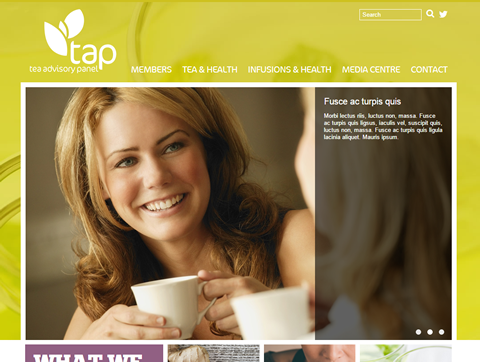 Search
tap
tea advisory panel
MEMBERS TEA & HEALTH INFUSIONS & HEALTH MEDIA CENTRE CONTACT
Fusce ac turpis quis
Morbi lectus riis, luctus non, massa. Fusce
ac turpis quis ligsus, iaculis vel, suscipit quis,
luctus non, massa. Fusce ac turpis quis ligula
lacinia aliquet. Mauris ipsum.
WHAT WE